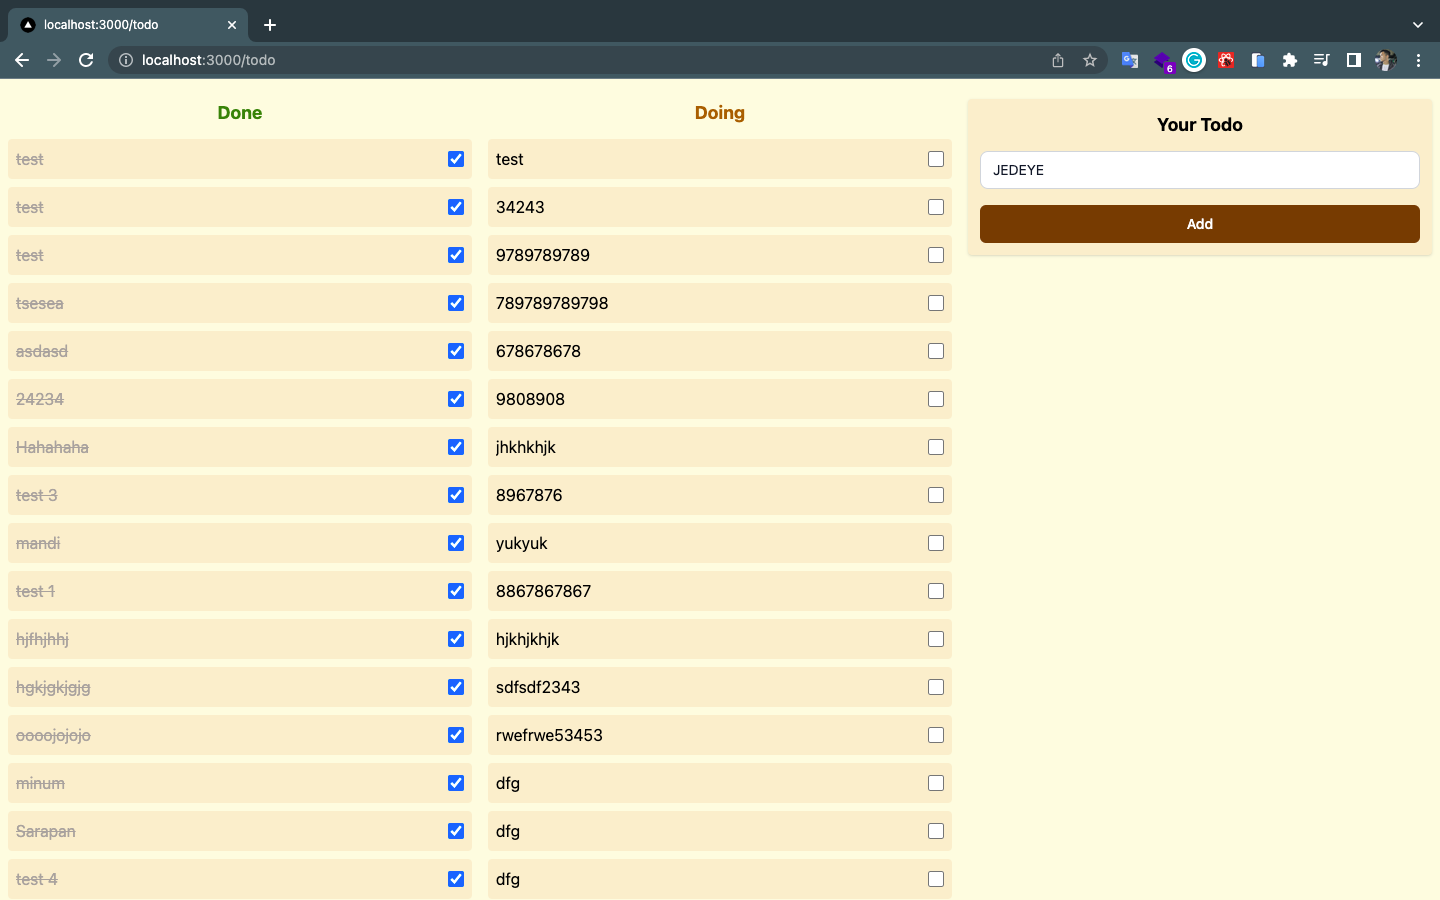 localhost:3000/todo
localhost:3000/todo
6
Done
test
test
test
tsesea
asdasd
24234
Hahahaha
test 3
mandi
test 1
hjfhjhhj
hgkjgkjgjg
oooojojojo
minum
Sarapan
test 4
Doing
test
34243
9789789789
789789789798
678678678
9808908
jhkhkhjk
8967876
yukyuk
8867867867
hjkhjkhjk
sdfsdf2343
rwefrwe53453
dfg
dfg
dfg
Your Todo
JEDEYE
Add